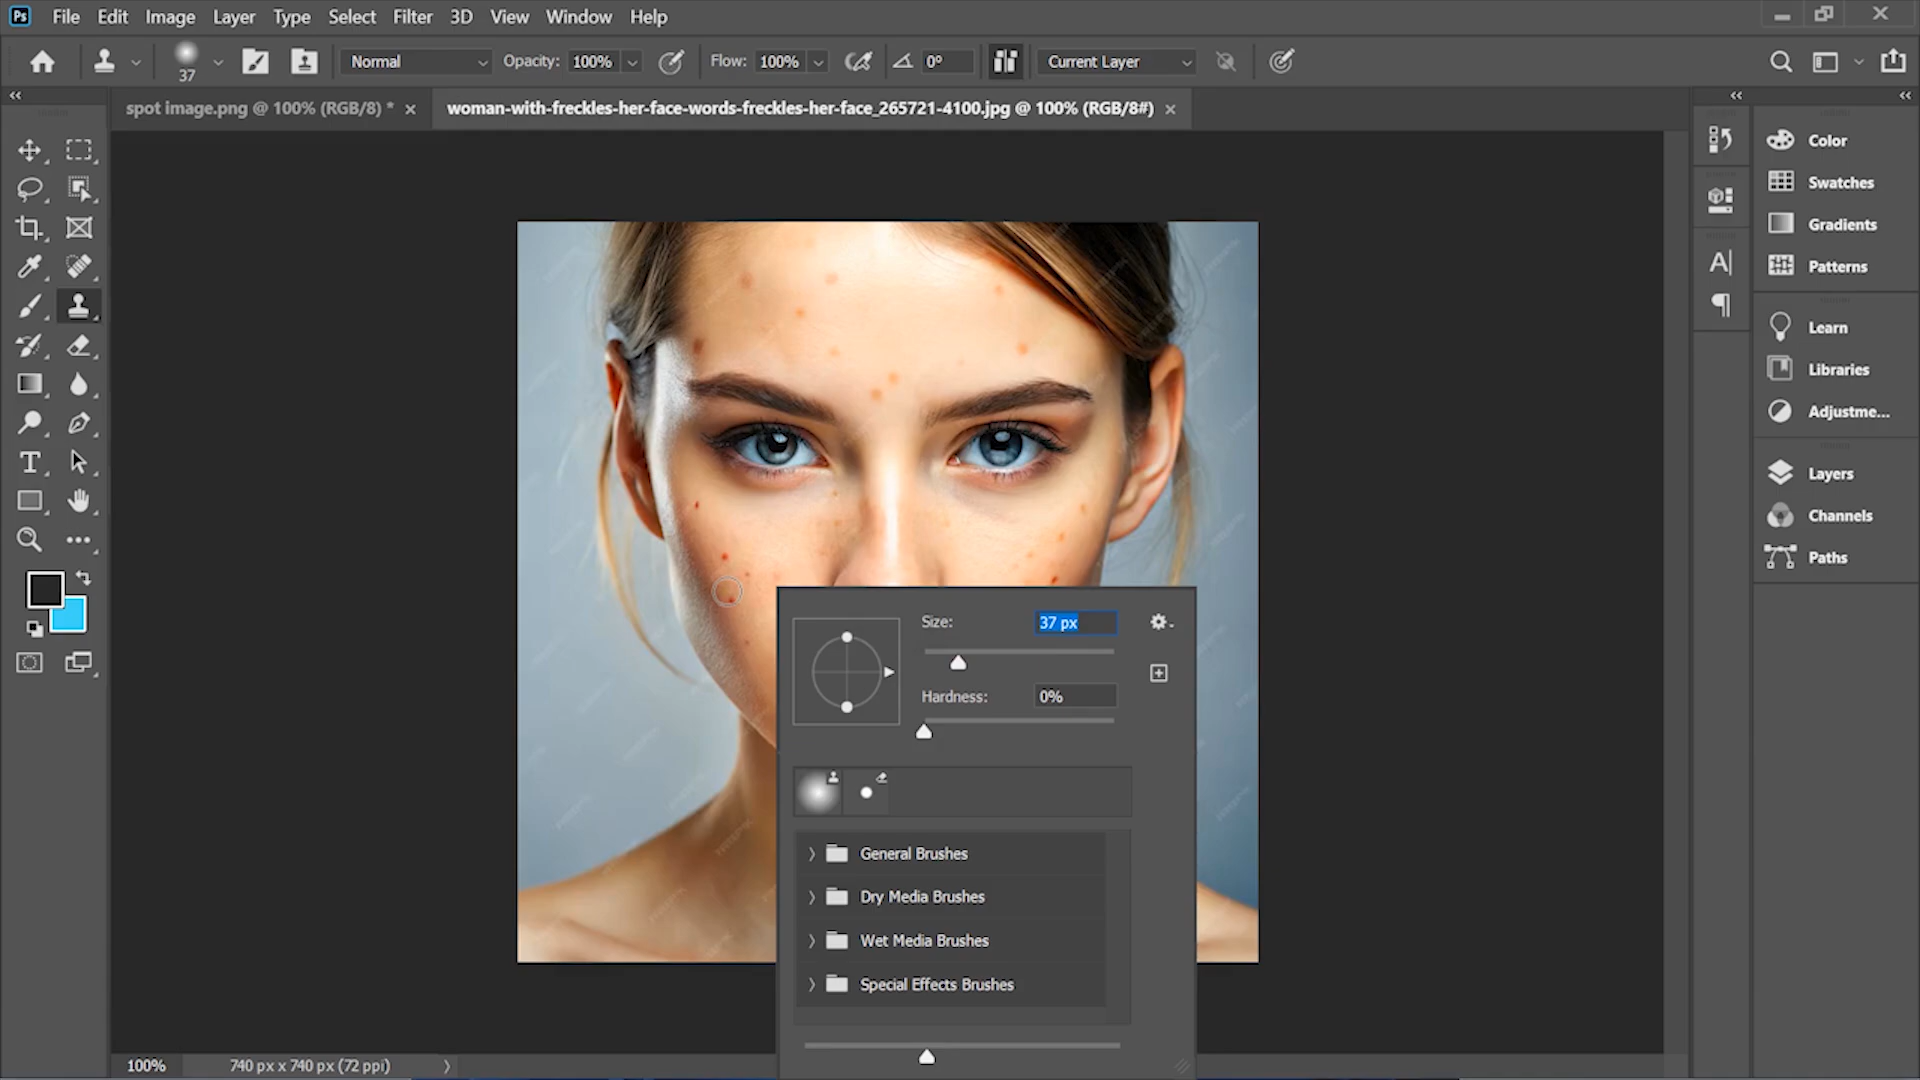 Ps File Edit Image Layer Type Select Filter 3D View Window Help
37 Normal Opacity: 100% Flow: 100% 0° Current Layer
spot image.png @ 100% (RGB/8) * × woman-with-freckles-her-face-words-freckles-her-face_265721-4100.jpg @ 100% (RGB/8#) ×
Color
Swatches
Gradients
Patterns
Learn
Libraries
Adjustme...
Layers
Channels
Paths
Size: 37 px
Hardness: 0%
General Brushes
Dry Media Brushes
Wet Media Brushes
Special Effects Brushes
100% 740 px x 740 px (72 ppi)